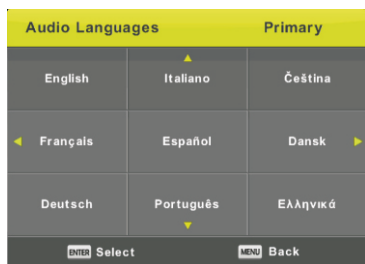 Audio Languages Primary
English Italiano Čeština
Français Español Dansk
Deutsch Português Ελληνικά
ENTER Select MENU Back